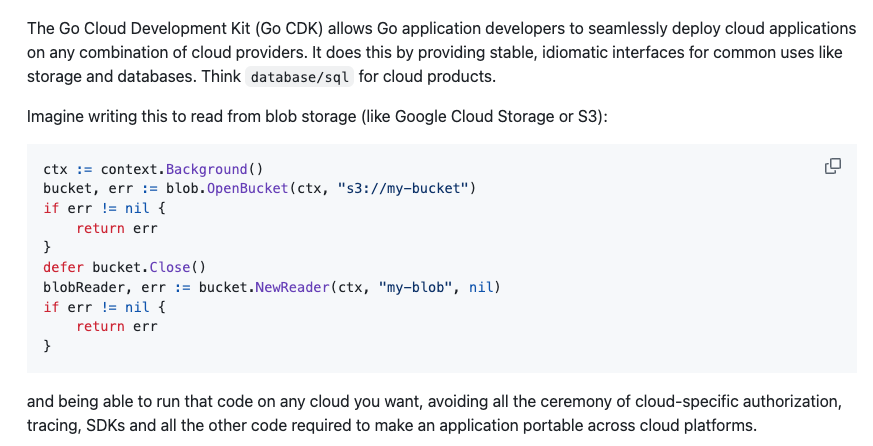 The Go Cloud Development Kit (Go CDK) allows Go application developers to seamlessly deploy cloud applications
on any combination of cloud providers. It does this by providing stable, idiomatic interfaces for common uses like
storage and databases. Think database/sql for cloud products.
Imagine writing this to read from blob storage (like Google Cloud Storage or S3):
ctx := context.Background()
bucket, err := blob.OpenBucket(ctx, "s3://my-bucket")
if err != nil {
    return err
}
defer bucket.Close()
blobReader, err := bucket.NewReader(ctx, "my-blob", nil)
if err != nil {
    return err
}
and being able to run that code on any cloud you want, avoiding all the ceremony of cloud-specific authorization,
tracing, SDKs and all the other code required to make an application portable across cloud platforms.